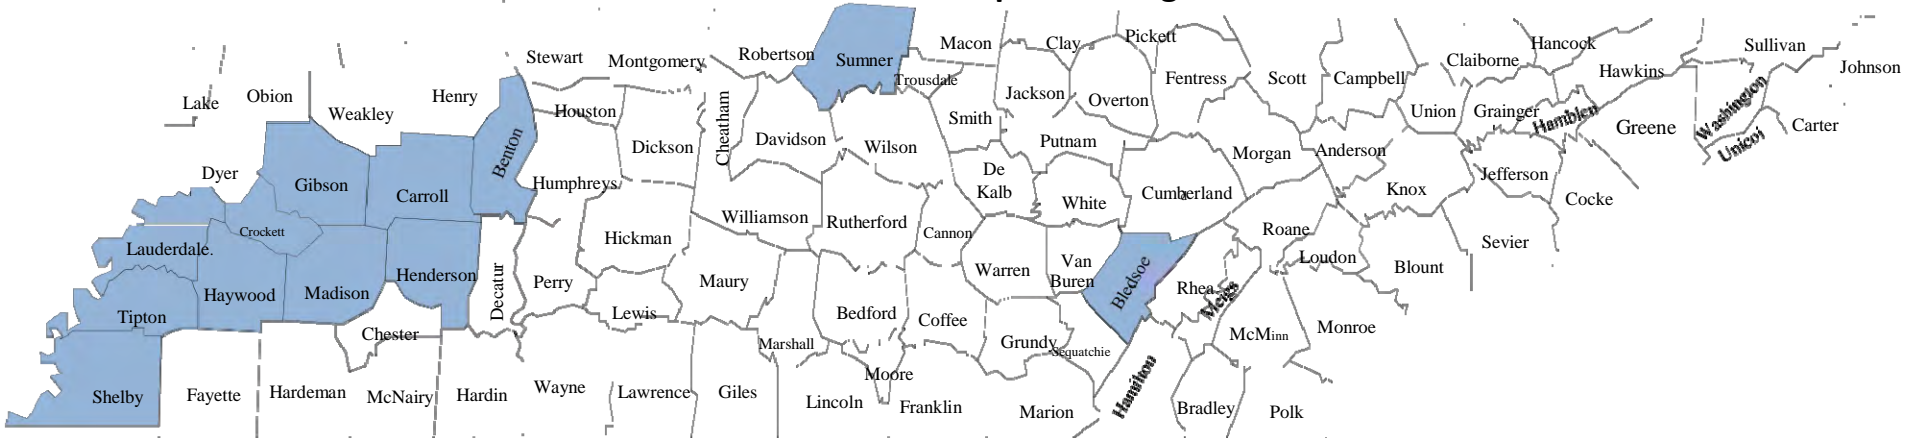 Stewart
Montgomery
Robertson
Sumner
Macon
Trousdale
Clay
Pickett
Fentress
Scott
Campbell
Claiborne
Hancock
Hawkins
Sullivan
Johnson
Lake
Obion
Weakley
Henry
Benton
Houston
Dickson
Cheatham
Davidson
Wilson
Smith
Jackson
Overton
Putnam
Morgan
Anderson
Union
Grainger
Hamblen
Greene
Washington
Unicoi
Carter
Dyer
Gibson
Carroll
Humphreys
Williamson
Rutherford
Cannon
De
Kalb
White
Cumberland
Knox
Jefferson
Cocke
Lauderdale.
Crockett
Haywood
Madison
Henderson
Decatur
Perry
Hickman
Maury
Warren
Van
Buren
Bledsoe
Rhea
Meigs
Roane
Loudon
Blount
Sevier
Tipton
Chester
Lewis
Marshall
Bedford
Coffee
Grundy
Sequatchie
McMinn
Monroe
Shelby
Fayette
Hardeman
McNairy
Hardin
Wayne
Lawrence
Giles
Lincoln
Moore
Franklin
Marion
Hamilton
Bradley
Polk